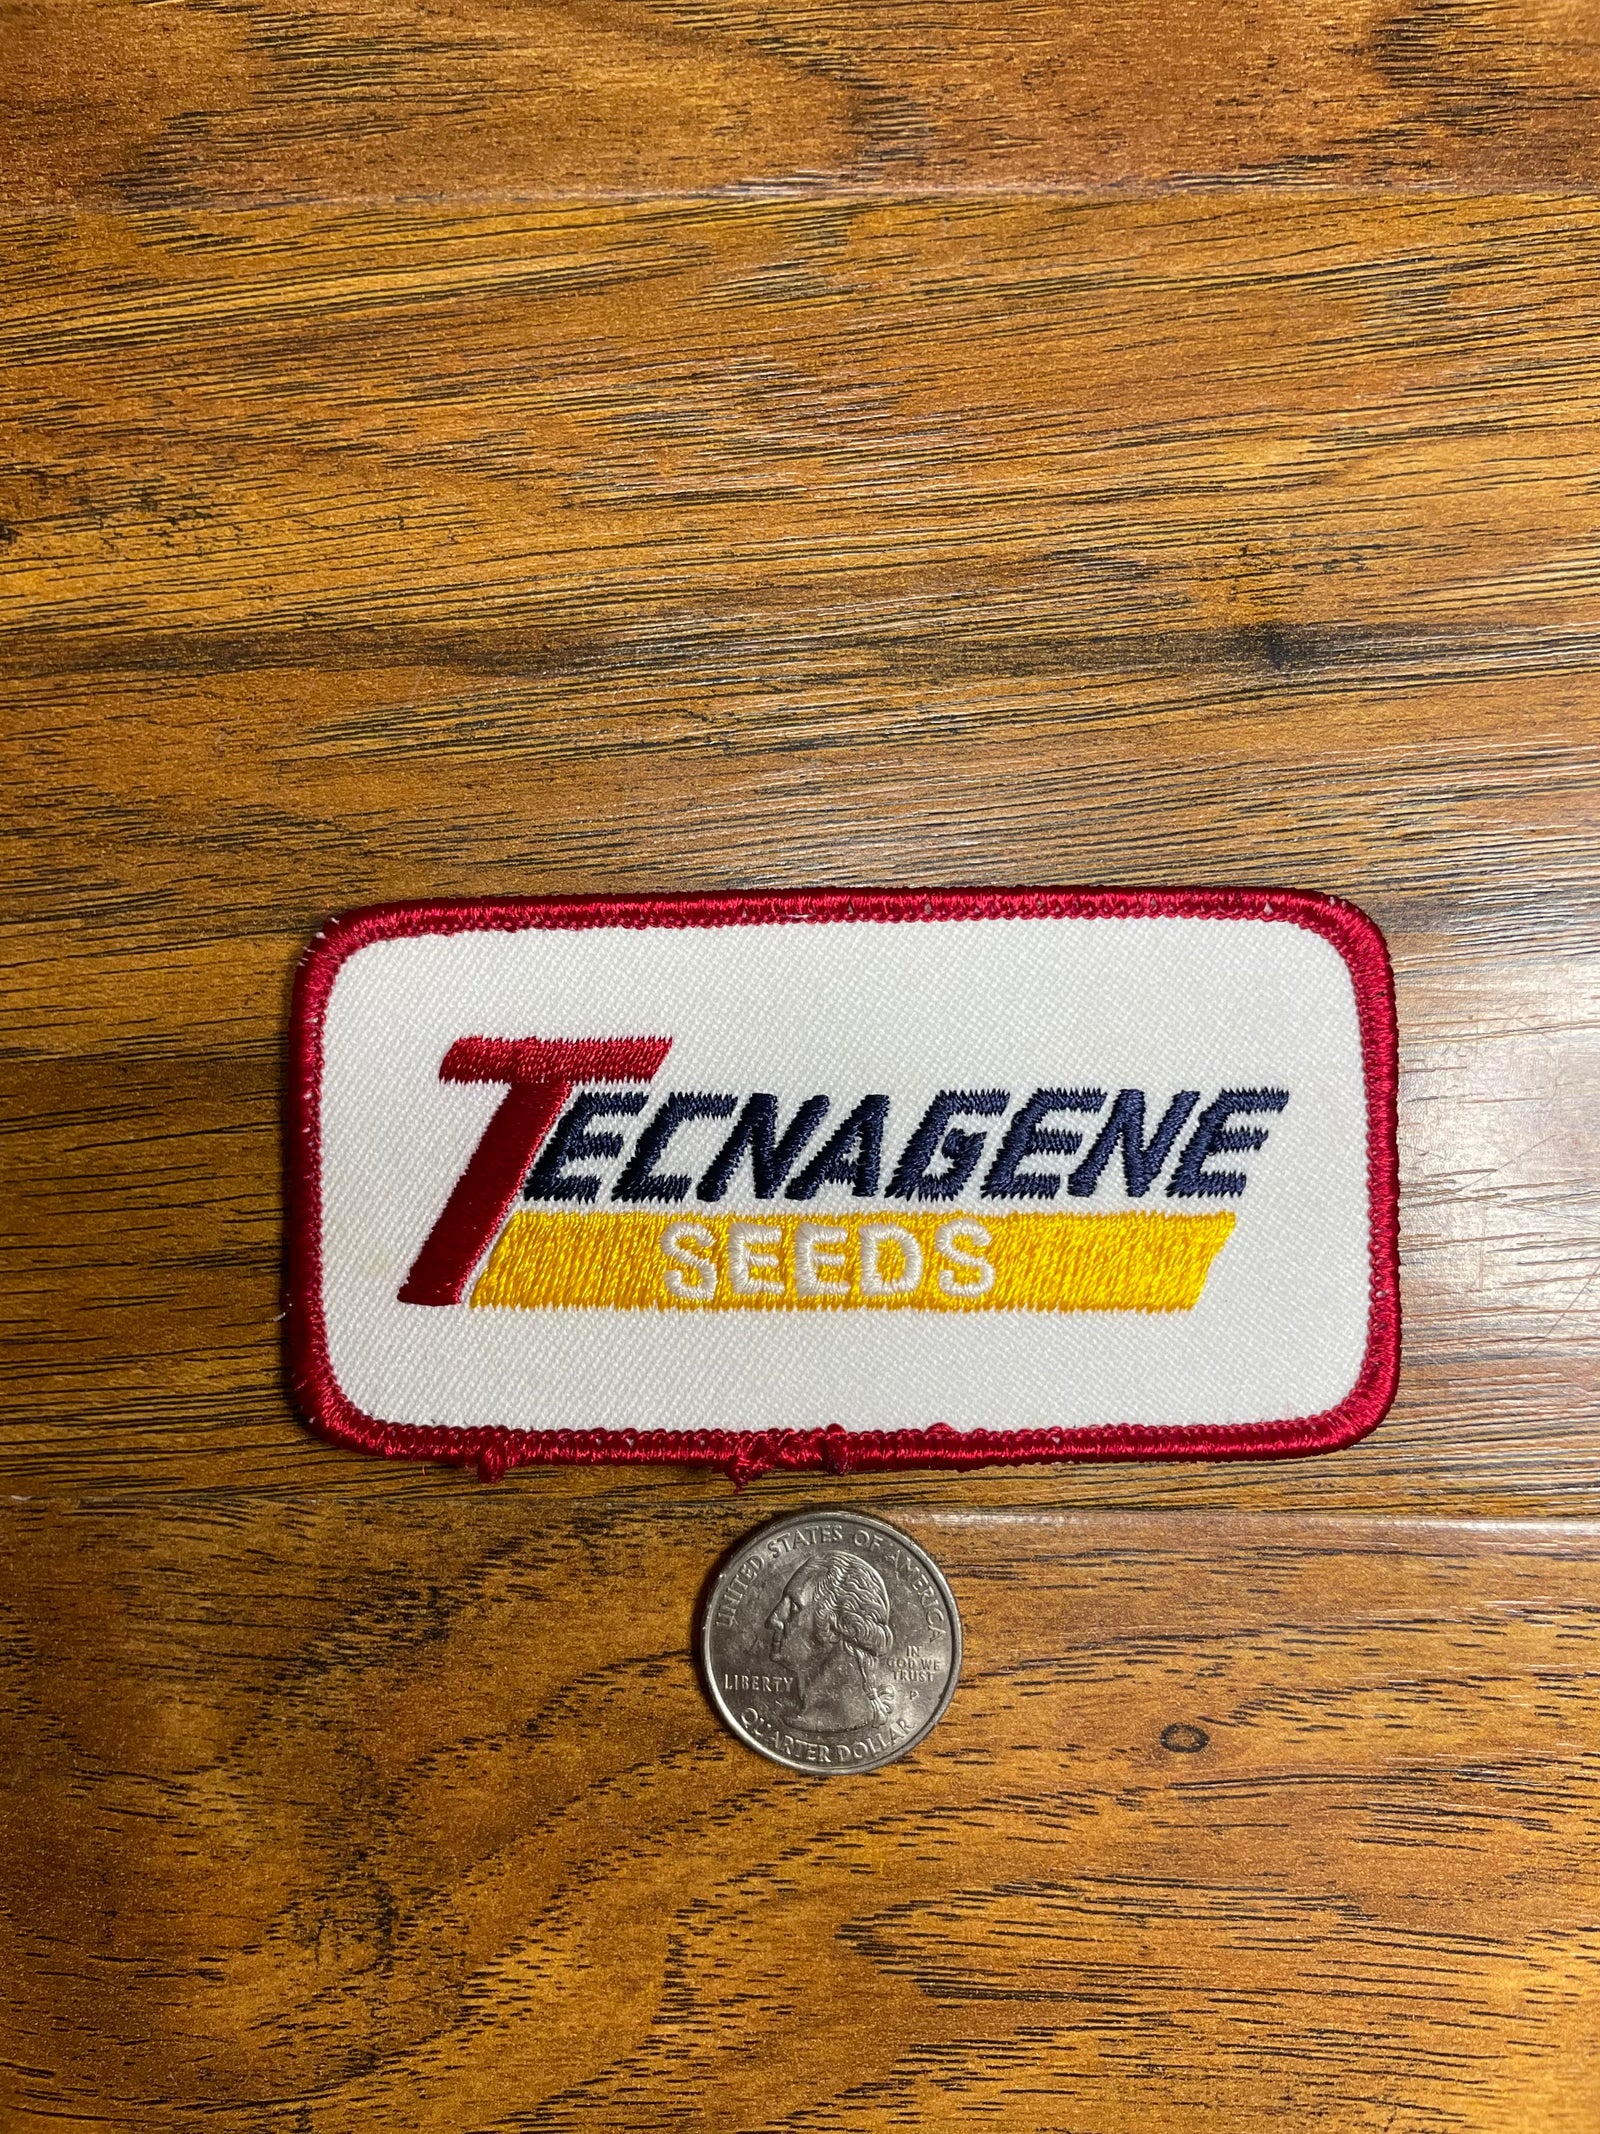 TECNAGENE
SEEDS
UNITED STATES OF AMERICA
LIBERTY
IN
GOD WE
TRUST
P
QUARTER DOLLAR